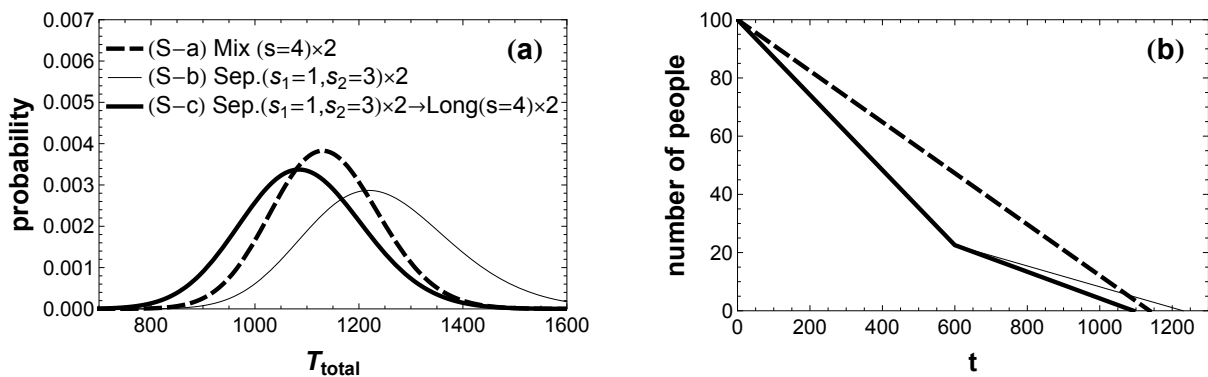 0.007
0.006
0.005
0.004
0.003
0.002
0.001
0.000
probability
(S−a) Mix (s=4)×2
(S−b) Sep.(s₁=1,s₂=3)×2
(S−c) Sep.(s₁=1,s₂=3)×2→Long(s=4)×2
(a)
800 1000 1200 1400 1600
T_total
100
80
60
40
20
0
number of people
(b)
0 200 400 600 800 1000 1200
t